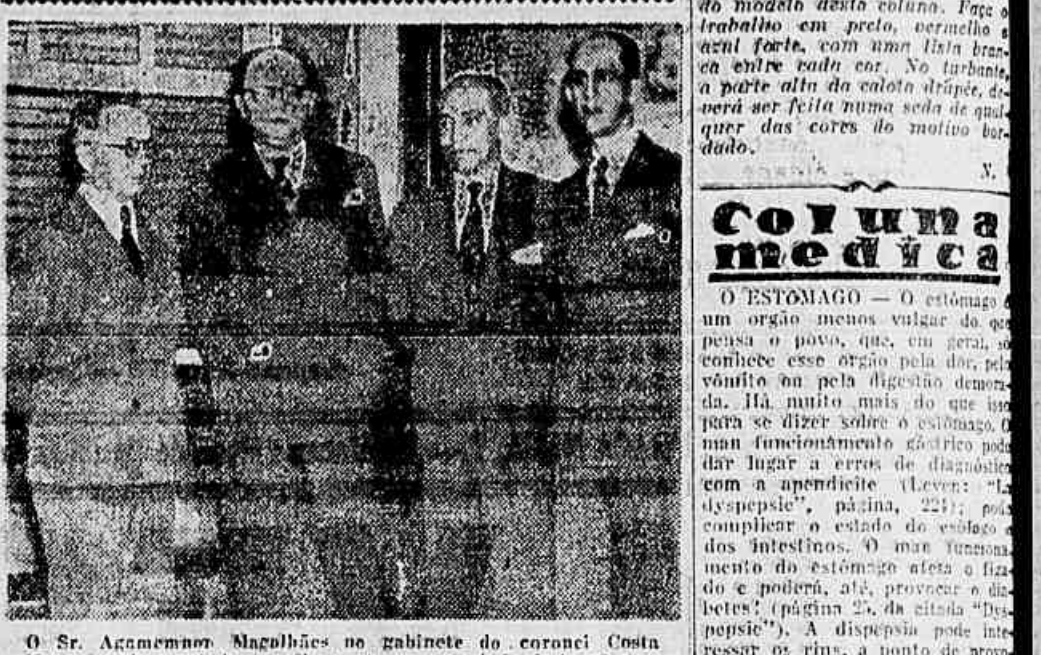 O Sr. Agamemnon Magalhães no gabinete do coronel Costa
do modelo desta coluna. Faça o
trabalho em preto, vermelho e
azul forte, com uma lista bran-
ca entre cada cor. No turbante,
a parte alta da calota drapée, de-
verá ser feita numa seda de qual-
quer das cores do motivo bor-
dado.
N.
Coluna
medica
O ESTÔMAGO — O estômago é
um orgão menos vulgar do que
pensa o povo, que, em geral, só
conhece esse orgão pela dor, pelo
vômito ou pela digestão demora-
da. Há muito mais do que isso
para se dizer sobre o estômago. O
mau funcionamento gástrico pode
dar lugar a erros de diagnóstico
com a apendicite (Leven: "La
dyspepsie", página, 221); pode
complicar o estado do esôfago e
dos intestinos. O mau funciona-
mento do estômago afeta o figa-
do e poderá, até, provocar o dia-
betes! (página 25, da citada "Dys-
pepsie"). A dispepsia pode inte-
ressar os rins, a ponto de provo-